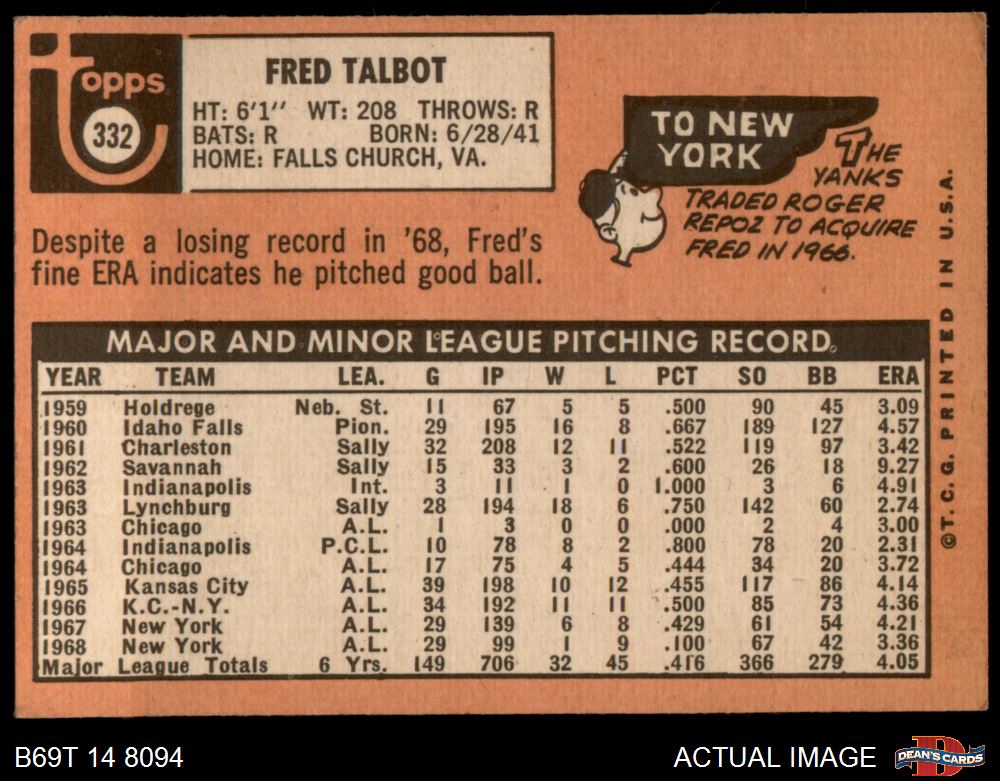 topps
332
FRED TALBOT
HT: 6'1" WT: 208 THROWS: R
BATS: R BORN: 6/28/41
HOME: FALLS CHURCH, VA.
TO NEW
YORK
THE
YANKS
TRADED ROGER
REPOZ TO ACQUIRE
FRED IN 1966.
Despite a losing record in '68, Fred's
fine ERA indicates he pitched good ball.
MAJOR AND MINOR LEAGUE PITCHING RECORD
YEAR TEAM LEA. G IP W L PCT SO BB ERA
1959 Holdrege Neb. St. 11 67 5 5 .500 90 45 3.09
1960 Idaho Falls Pion. 29 195 16 8 .667 189 127 4.57
1961 Charleston Sally 32 208 12 11 .522 119 97 3.42
1962 Savannah Sally 15 33 3 2 .600 26 18 9.27
1963 Indianapolis Int. 3 11 1 0 1.000 3 6 4.91
1963 Lynchburg Sally 28 194 18 6 .750 142 60 2.74
1963 Chicago A.L. 1 3 0 0 .000 2 4 3.00
1964 Indianapolis P.C.L. 10 78 8 2 .800 78 20 2.31
1964 Chicago A.L. 17 75 4 5 .444 34 20 3.72
1965 Kansas City A.L. 39 198 10 12 .455 117 86 4.14
1966 K.C.-N.Y. A.L. 34 192 11 11 .500 85 73 4.36
1967 New York A.L. 29 139 6 8 .429 61 54 4.21
1968 New York A.L. 29 99 1 9 .100 67 42 3.36
Major League Totals 6 Yrs. 149 706 32 45 .416 366 279 4.05
©T. C. G. PRINTED IN U.S.A.
B69T 14 8094
ACTUAL IMAGE
D
DEAN'S CARDS